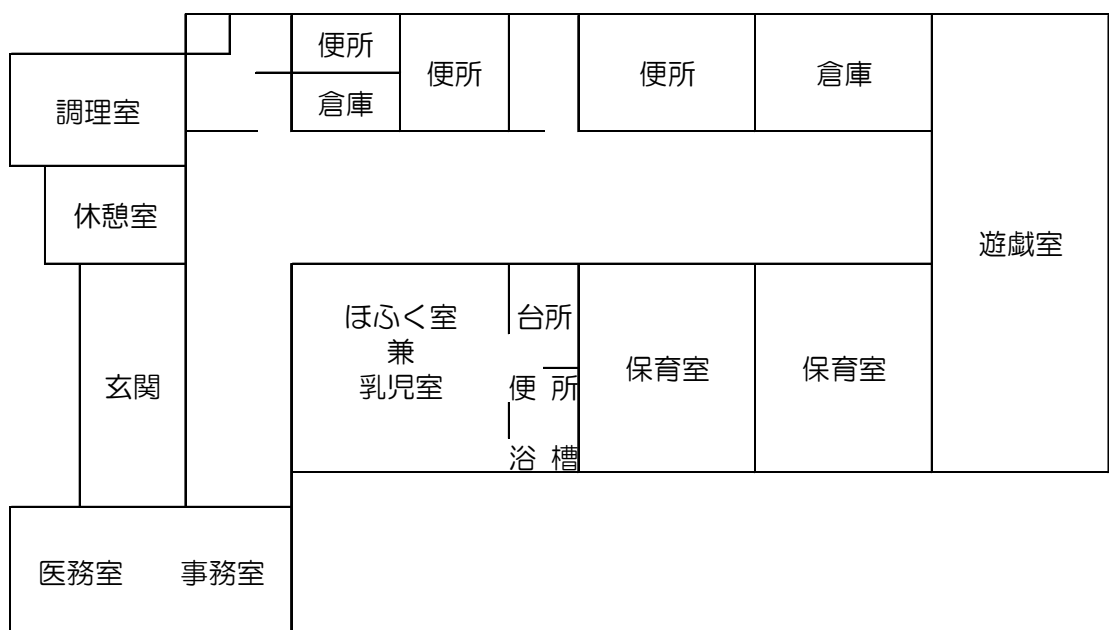 便所
便所
便所
倉庫
調理室
倉庫
休憩室
遊戯室
ほふく室
兼
乳児室
台所
保育室
保育室
玄関
便 所
浴 槽
医務室
事務室